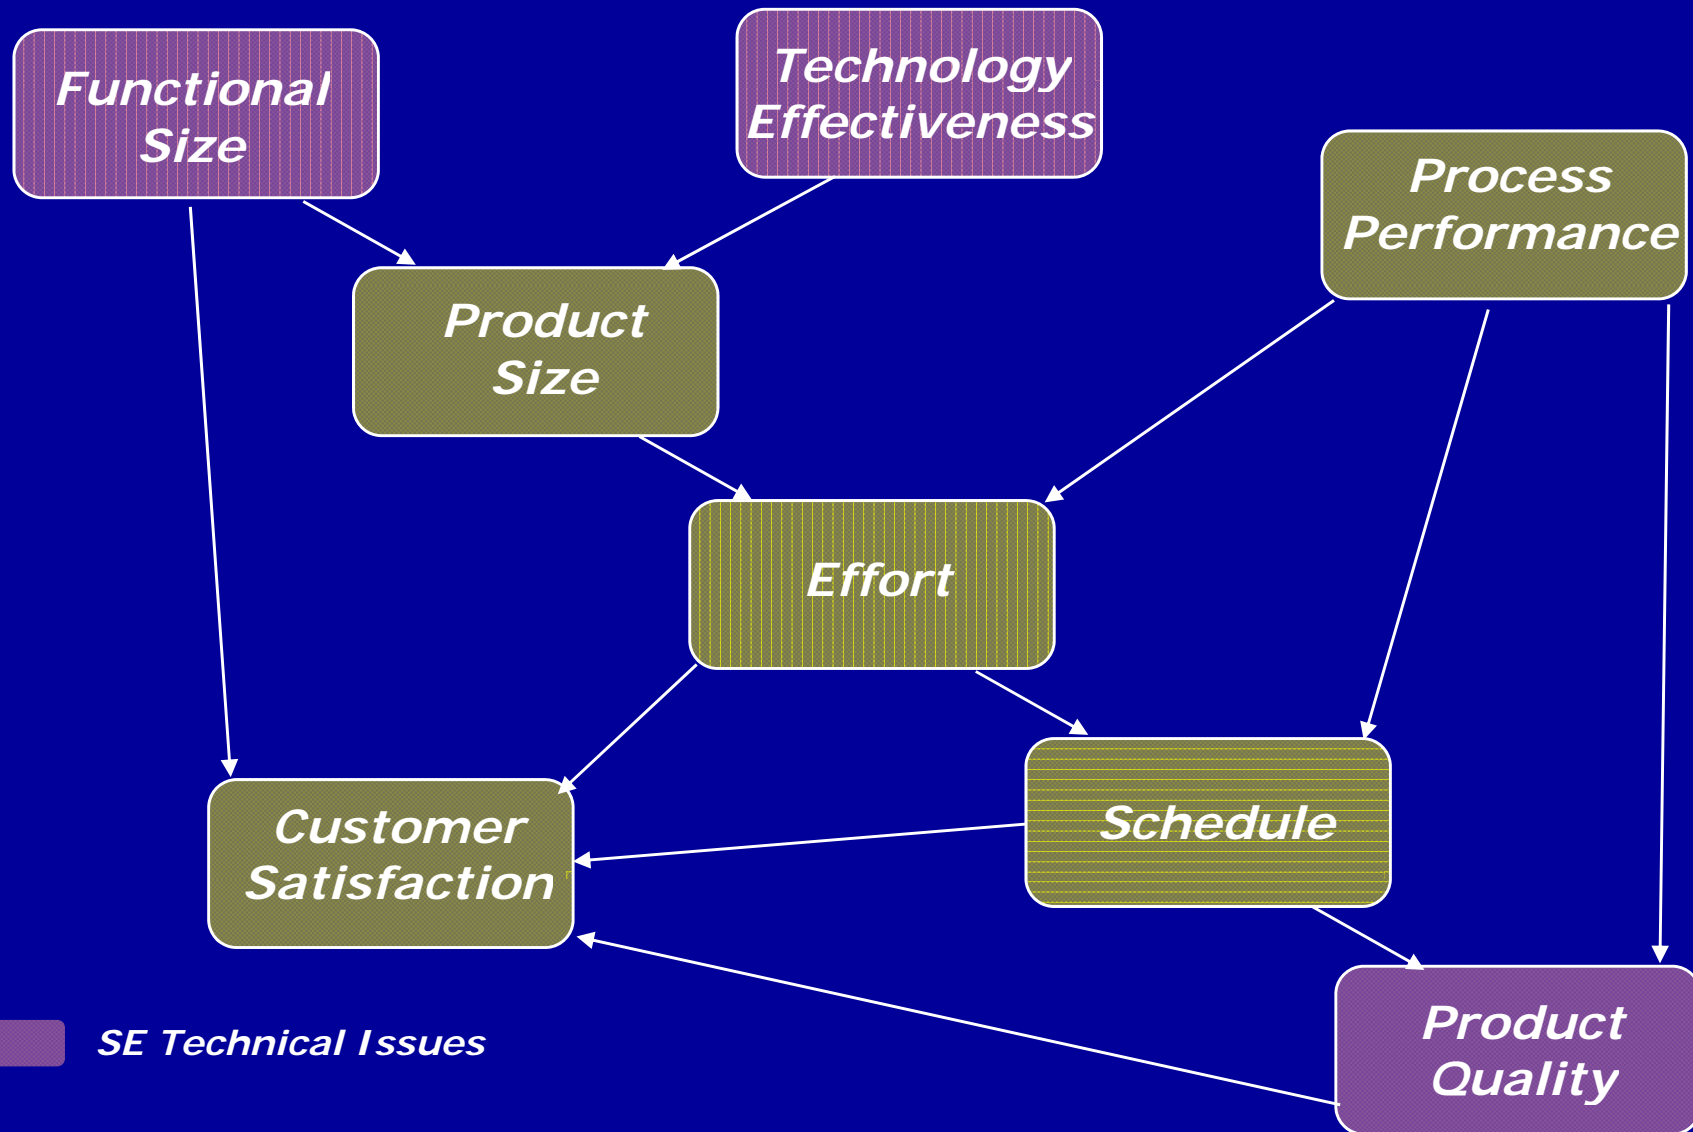 Functional
Size
Technology
Effectiveness
Process
Performance
Product
Size
Effort
Customer
Satisfaction
Schedule
SE Technical Issues
Product
Quality